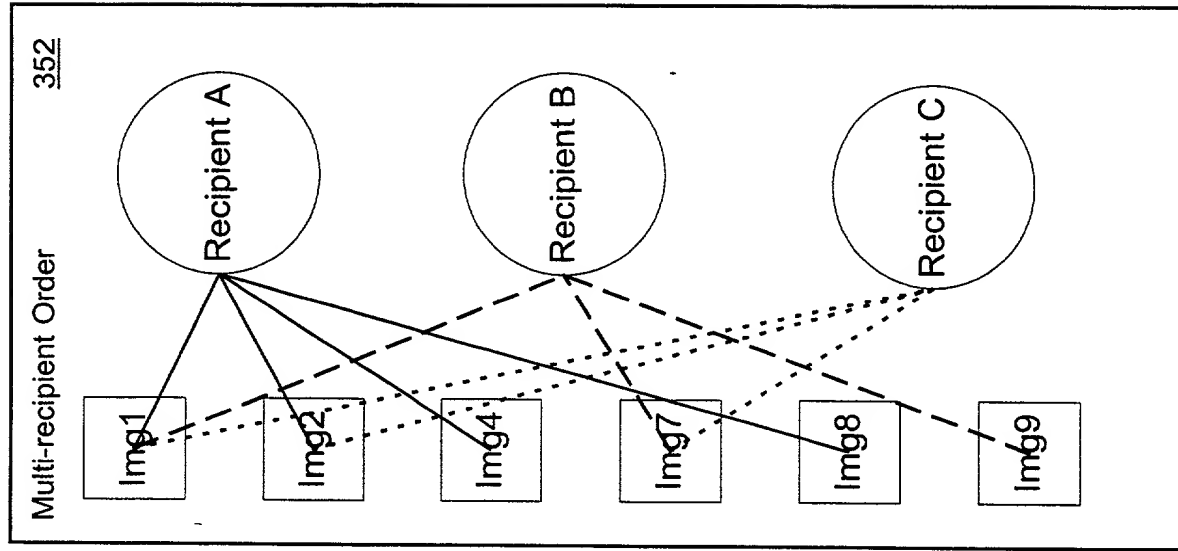 Multi-recipient Order
352
Img1
Img2
Img4
Img7
Img8
Img9
Recipient A
Recipient B
Recipient C